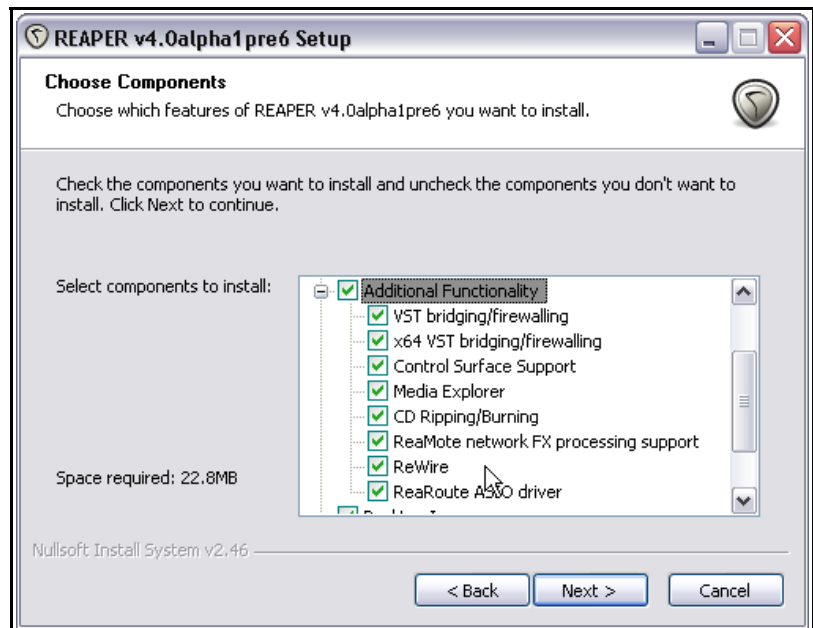 REAPER v4.0alpha1pre6 Setup
Choose Components
Choose which features of REAPER v4.0alpha1pre6 you want to install.
Check the components you want to install and uncheck the components you don't want to
install. Click Next to continue.
Select components to install:
Additional Functionality
VST bridging/firewalling
x64 VST bridging/firewalling
Control Surface Support
Media Explorer
CD Ripping/Burning
ReaMote network FX processing support
ReWire
ReaRoute ASIO driver
Space required: 22.8MB
Nullsoft Install System v2.46
< Back
Next >
Cancel